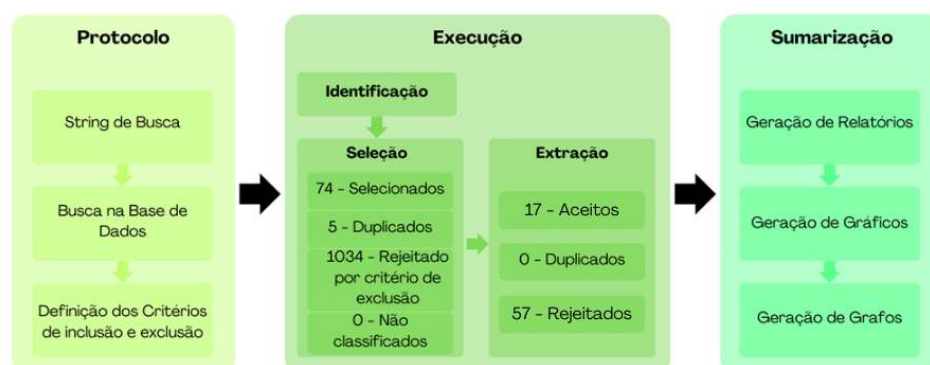 Protocolo
String de Busca
Busca na Base de
Dados
Definição dos Critérios
de inclusão e exclusão
Execução
Identificação
Seleção
74 - Selecionados
5 - Duplicados
1034 - Rejeitado
por critério de
exclusão
0 - Não
classificados
Extração
17 - Aceitos
0 - Duplicados
57 - Rejeitados
Sumarização
Geração de Relatórios
Geração de Gráficos
Geração de Grafos